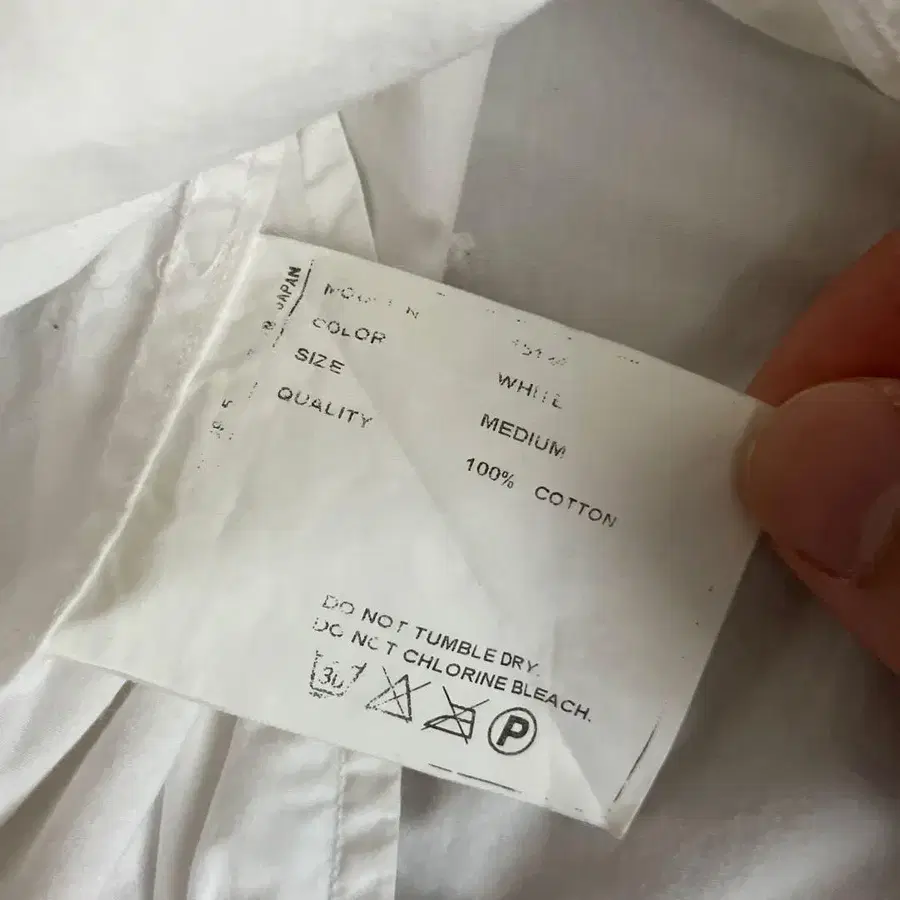 JAPAN
COLOR WHITE
SIZE MEDIUM
QUALITY 100% COTTON
DO NOT TUMBLE DRY.
DO NOT CHLORINE BLEACH.
30
P